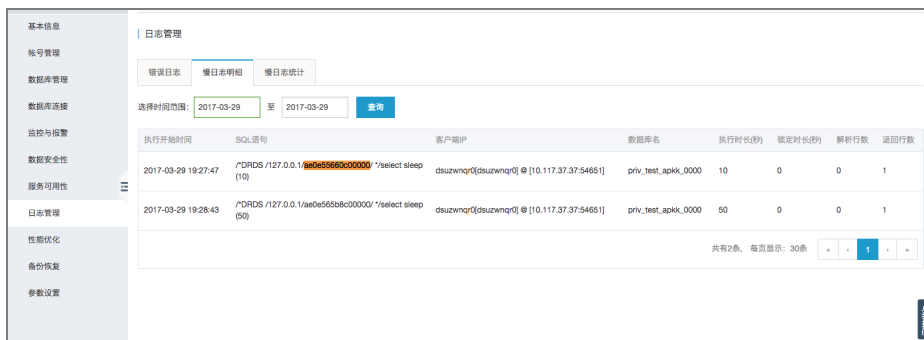 基本信息
帐号管理
数据库管理
数据库连接
监控与报警
数据安全性
服务可用性
日志管理
性能优化
备份恢复
参数设置
日志管理
错误日志 慢日志明细 慢日志统计
选择时间范围: 2017-03-29 至 2017-03-29 查询
执行开始时间 SQL语句 客户端IP 数据库名 执行时长(秒) 锁定时长(秒) 解析行数 返回行数
2017-03-29 19:27:47 /*DRDS /127.0.0.1/ae0e55660c00000/ */select sleep
(10) dsuzwnqr0[dsuzwnqr0] @ [10.117.37.37:54651] priv_test_apkk_0000 10 0 0 1
2017-03-29 19:28:43 /*DRDS /127.0.0.1/ae0e565b8c00000/ */select sleep
(50) dsuzwnqr0[dsuzwnqr0] @ [10.117.37.37:54651] priv_test_apkk_0000 50 0 0 1
共有2条, 每页显示: 30条 « ‹ 1 › »